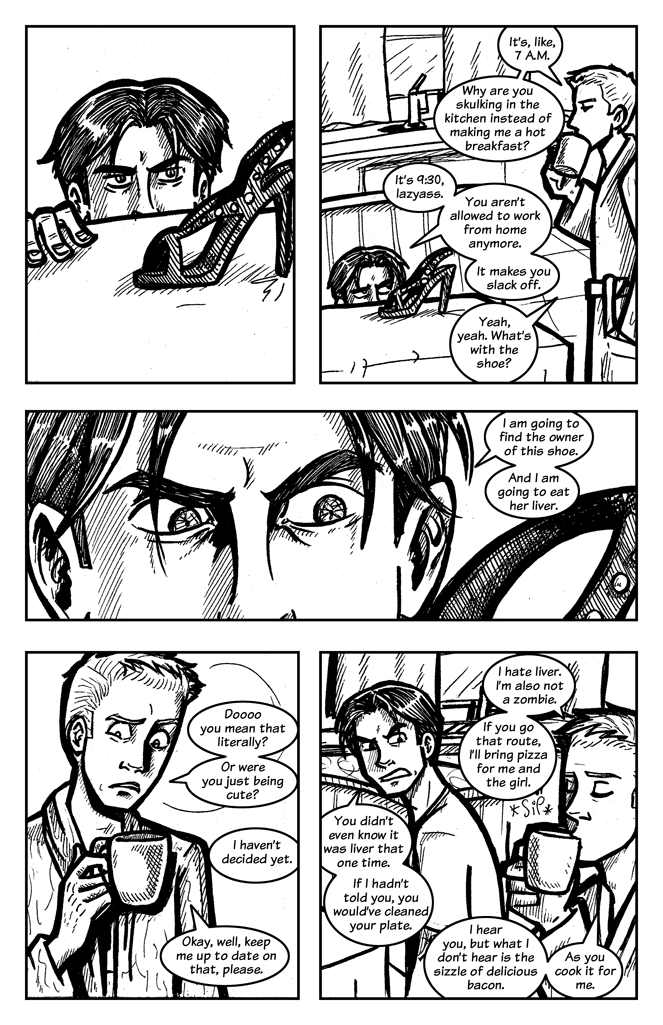 It's, like,
7 A.M.
Why are you
skulking in the
kitchen instead of
making me a hot
breakfast?
It's 9:30,
lazyass.
You aren't
allowed to work
from home
anymore.
It makes you
slack off.
Yeah,
yeah. What's
with the
shoe?
I am going to
find the owner
of this shoe.
And I am
going to eat
her liver.
Doooo
you mean that
literally?
Or were
you just being
cute?
I haven't
decided yet.
Okay, well, keep
me up to date on
that, please.
I hate liver.
I'm also not
a zombie.
If you go
that route,
I'll bring pizza
for me and
the girl.
*SiP*
You didn't
even know it
was liver that
one time.
If I hadn't
told you, you
would've cleaned
your plate.
I hear
you, but what I
don't hear is the
sizzle of delicious
bacon.
As you
cook it for
me.